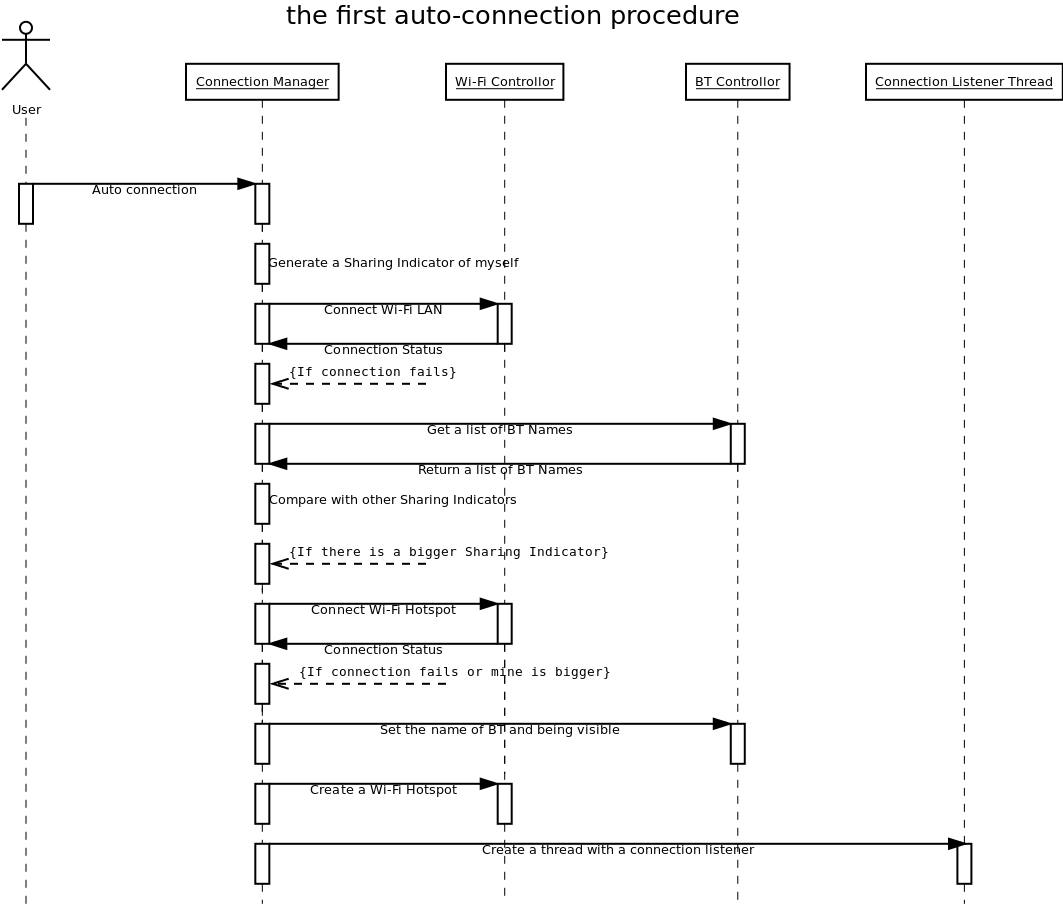 the first auto-connection procedure
User
Connection Manager
Wi-Fi Controllor
BT Controllor
Connection Listener Thread
Auto connection
Generate a Sharing Indicator of myself
Connect Wi-Fi LAN
Connection Status
{If connection fails}
Get a list of BT Names
Return a list of BT Names
Compare with other Sharing Indicators
{If there is a bigger Sharing Indicator}
Connect Wi-Fi Hotspot
Connection Status
{If connection fails or mine is bigger}
Set the name of BT and being visible
Create a Wi-Fi Hotspot
Create a thread with a connection listener